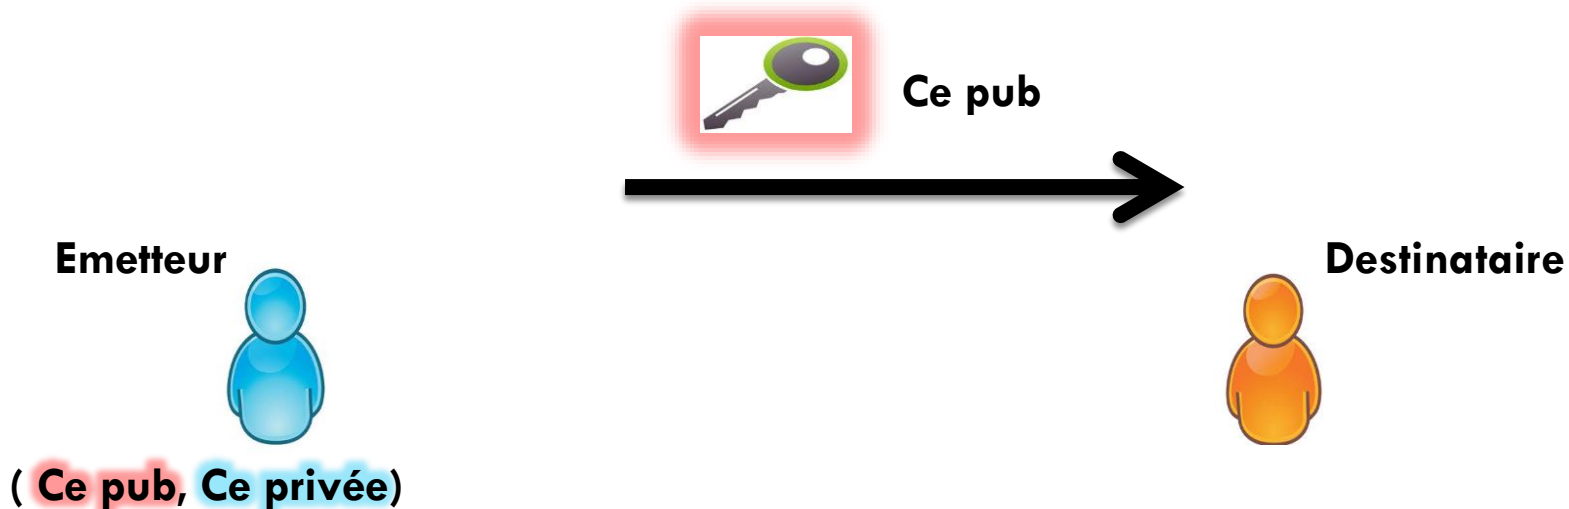 Ce pub
Emetteur
Destinataire
( Ce pub, Ce privée)